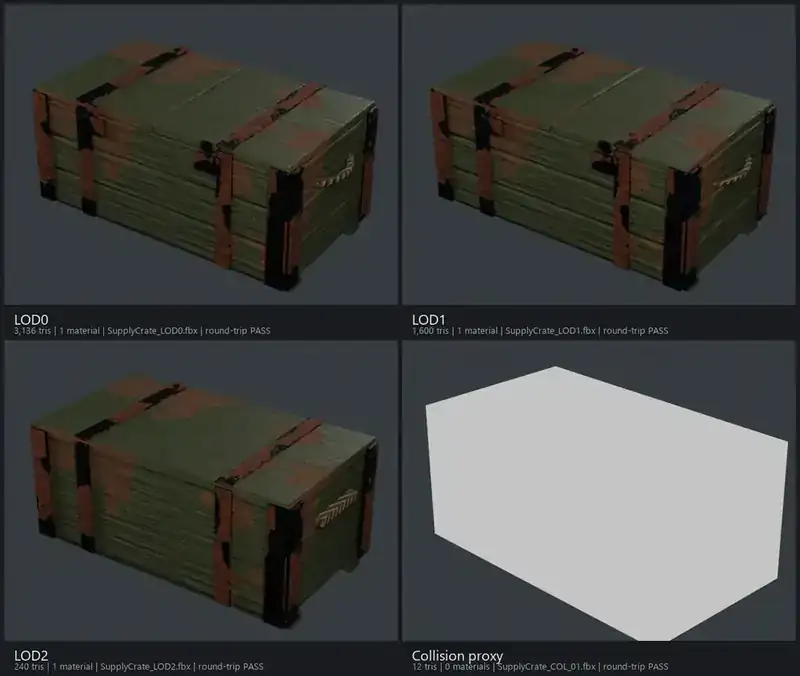 LOD0
3,136 tris | 1 material | SupplyCrate_LOD0.fbx | round-trip PASS
LOD1
1,600 tris | 1 material | SupplyCrate_LOD1.fbx | round-trip PASS
LOD2
240 tris | 1 material | SupplyCrate_LOD2.fbx | round-trip PASS
Collision proxy
12 tris | 0 materials | SupplyCrate_COL_01.fbx | round-trip PASS